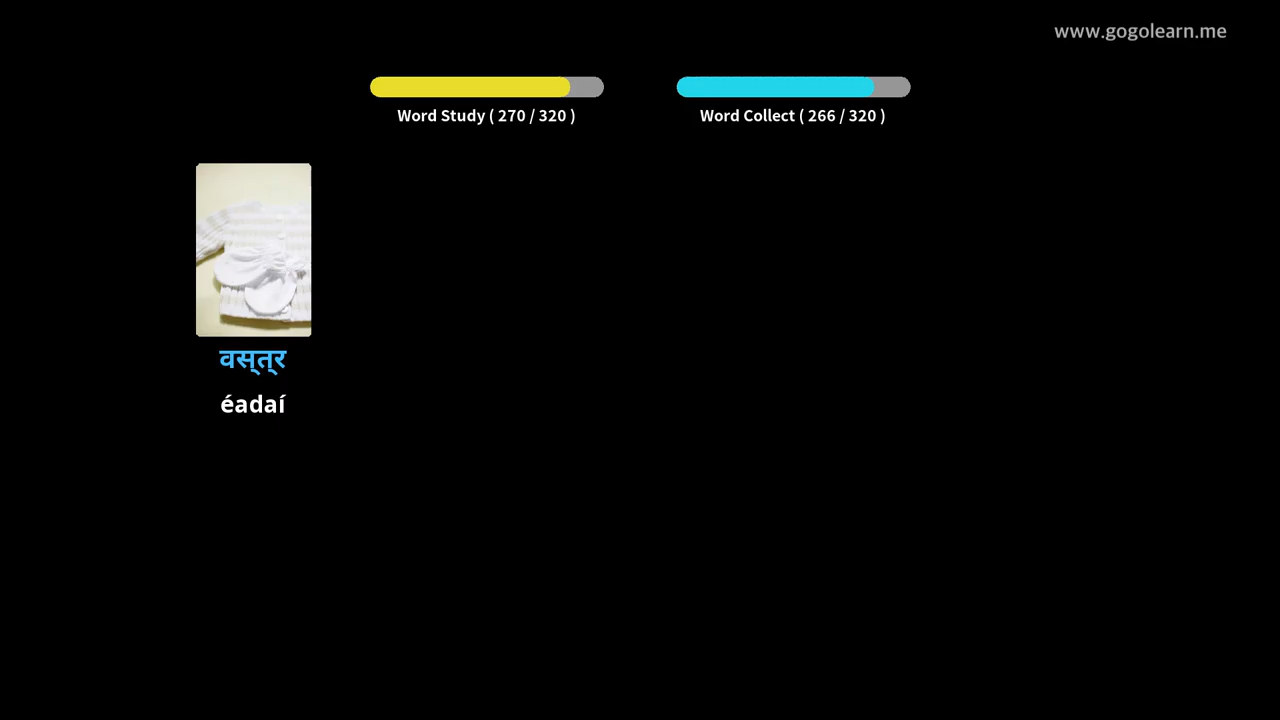 www.gogolearn.me
Word Study ( 270 / 320 )
Word Collect ( 266 / 320 )
वस्त्र
éadaí